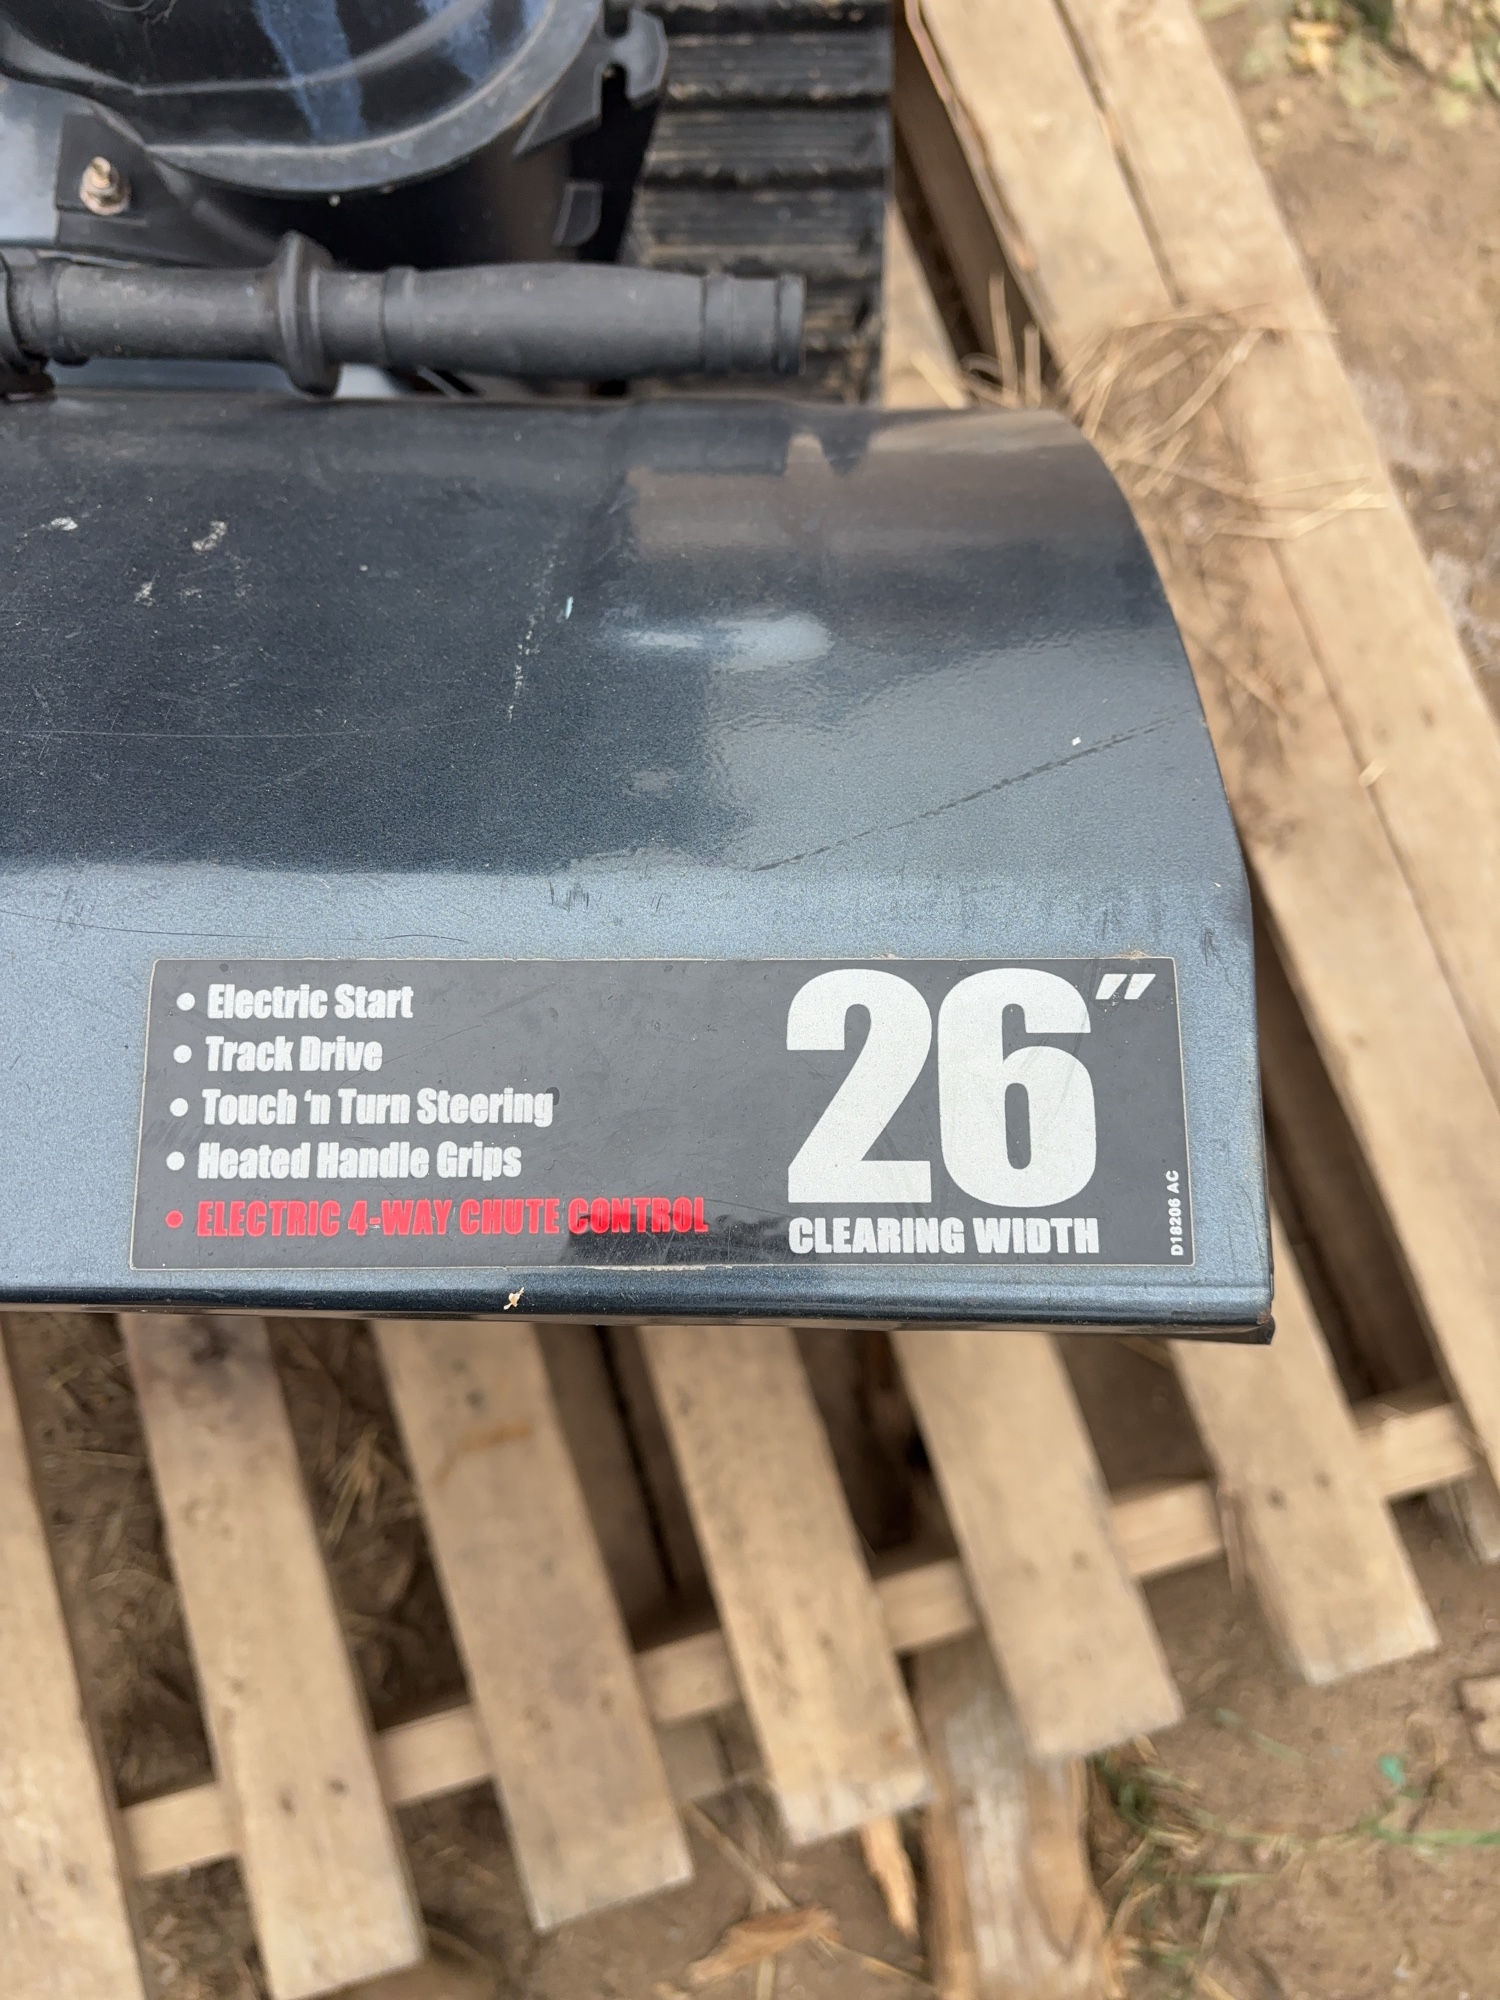 • Electric Start
• Track Drive
• Touch 'n Turn Steering
• Heated Handle Grips
• ELECTRIC 4-WAY CHUTE CONTROL
26"
CLEARING WIDTH
D18206 AC